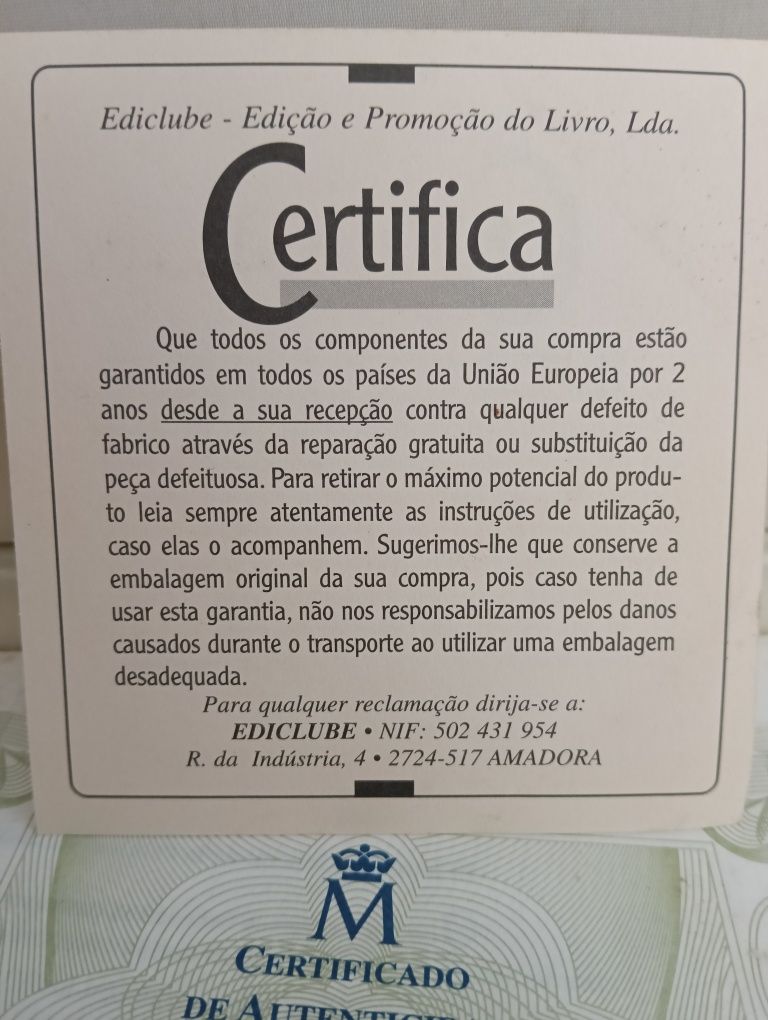 Ediclube - Edição e Promoção do Livro, Lda.
Certifica
Que todos os componentes da sua compra estão
garantidos em todos os países da União Europeia por 2
anos desde a sua recepção contra qualquer defeito de
fabrico através da reparação gratuita ou substituição da
peça defeituosa. Para retirar o máximo potencial do produ-
to leia sempre atentamente as instruções de utilização,
caso elas o acompanhem. Sugerimos-lhe que conserve a
embalagem original da sua compra, pois caso tenha de
usar esta garantia, não nos responsabilizamos pelos danos
causados durante o transporte ao utilizar uma embalagem
desadequada.
Para qualquer reclamação dirija-se a:
EDICLUBE • NIF: 502 431 954
R. da Indústria, 4 • 2724-517 AMADORA
M
CERTIFICADO
DE